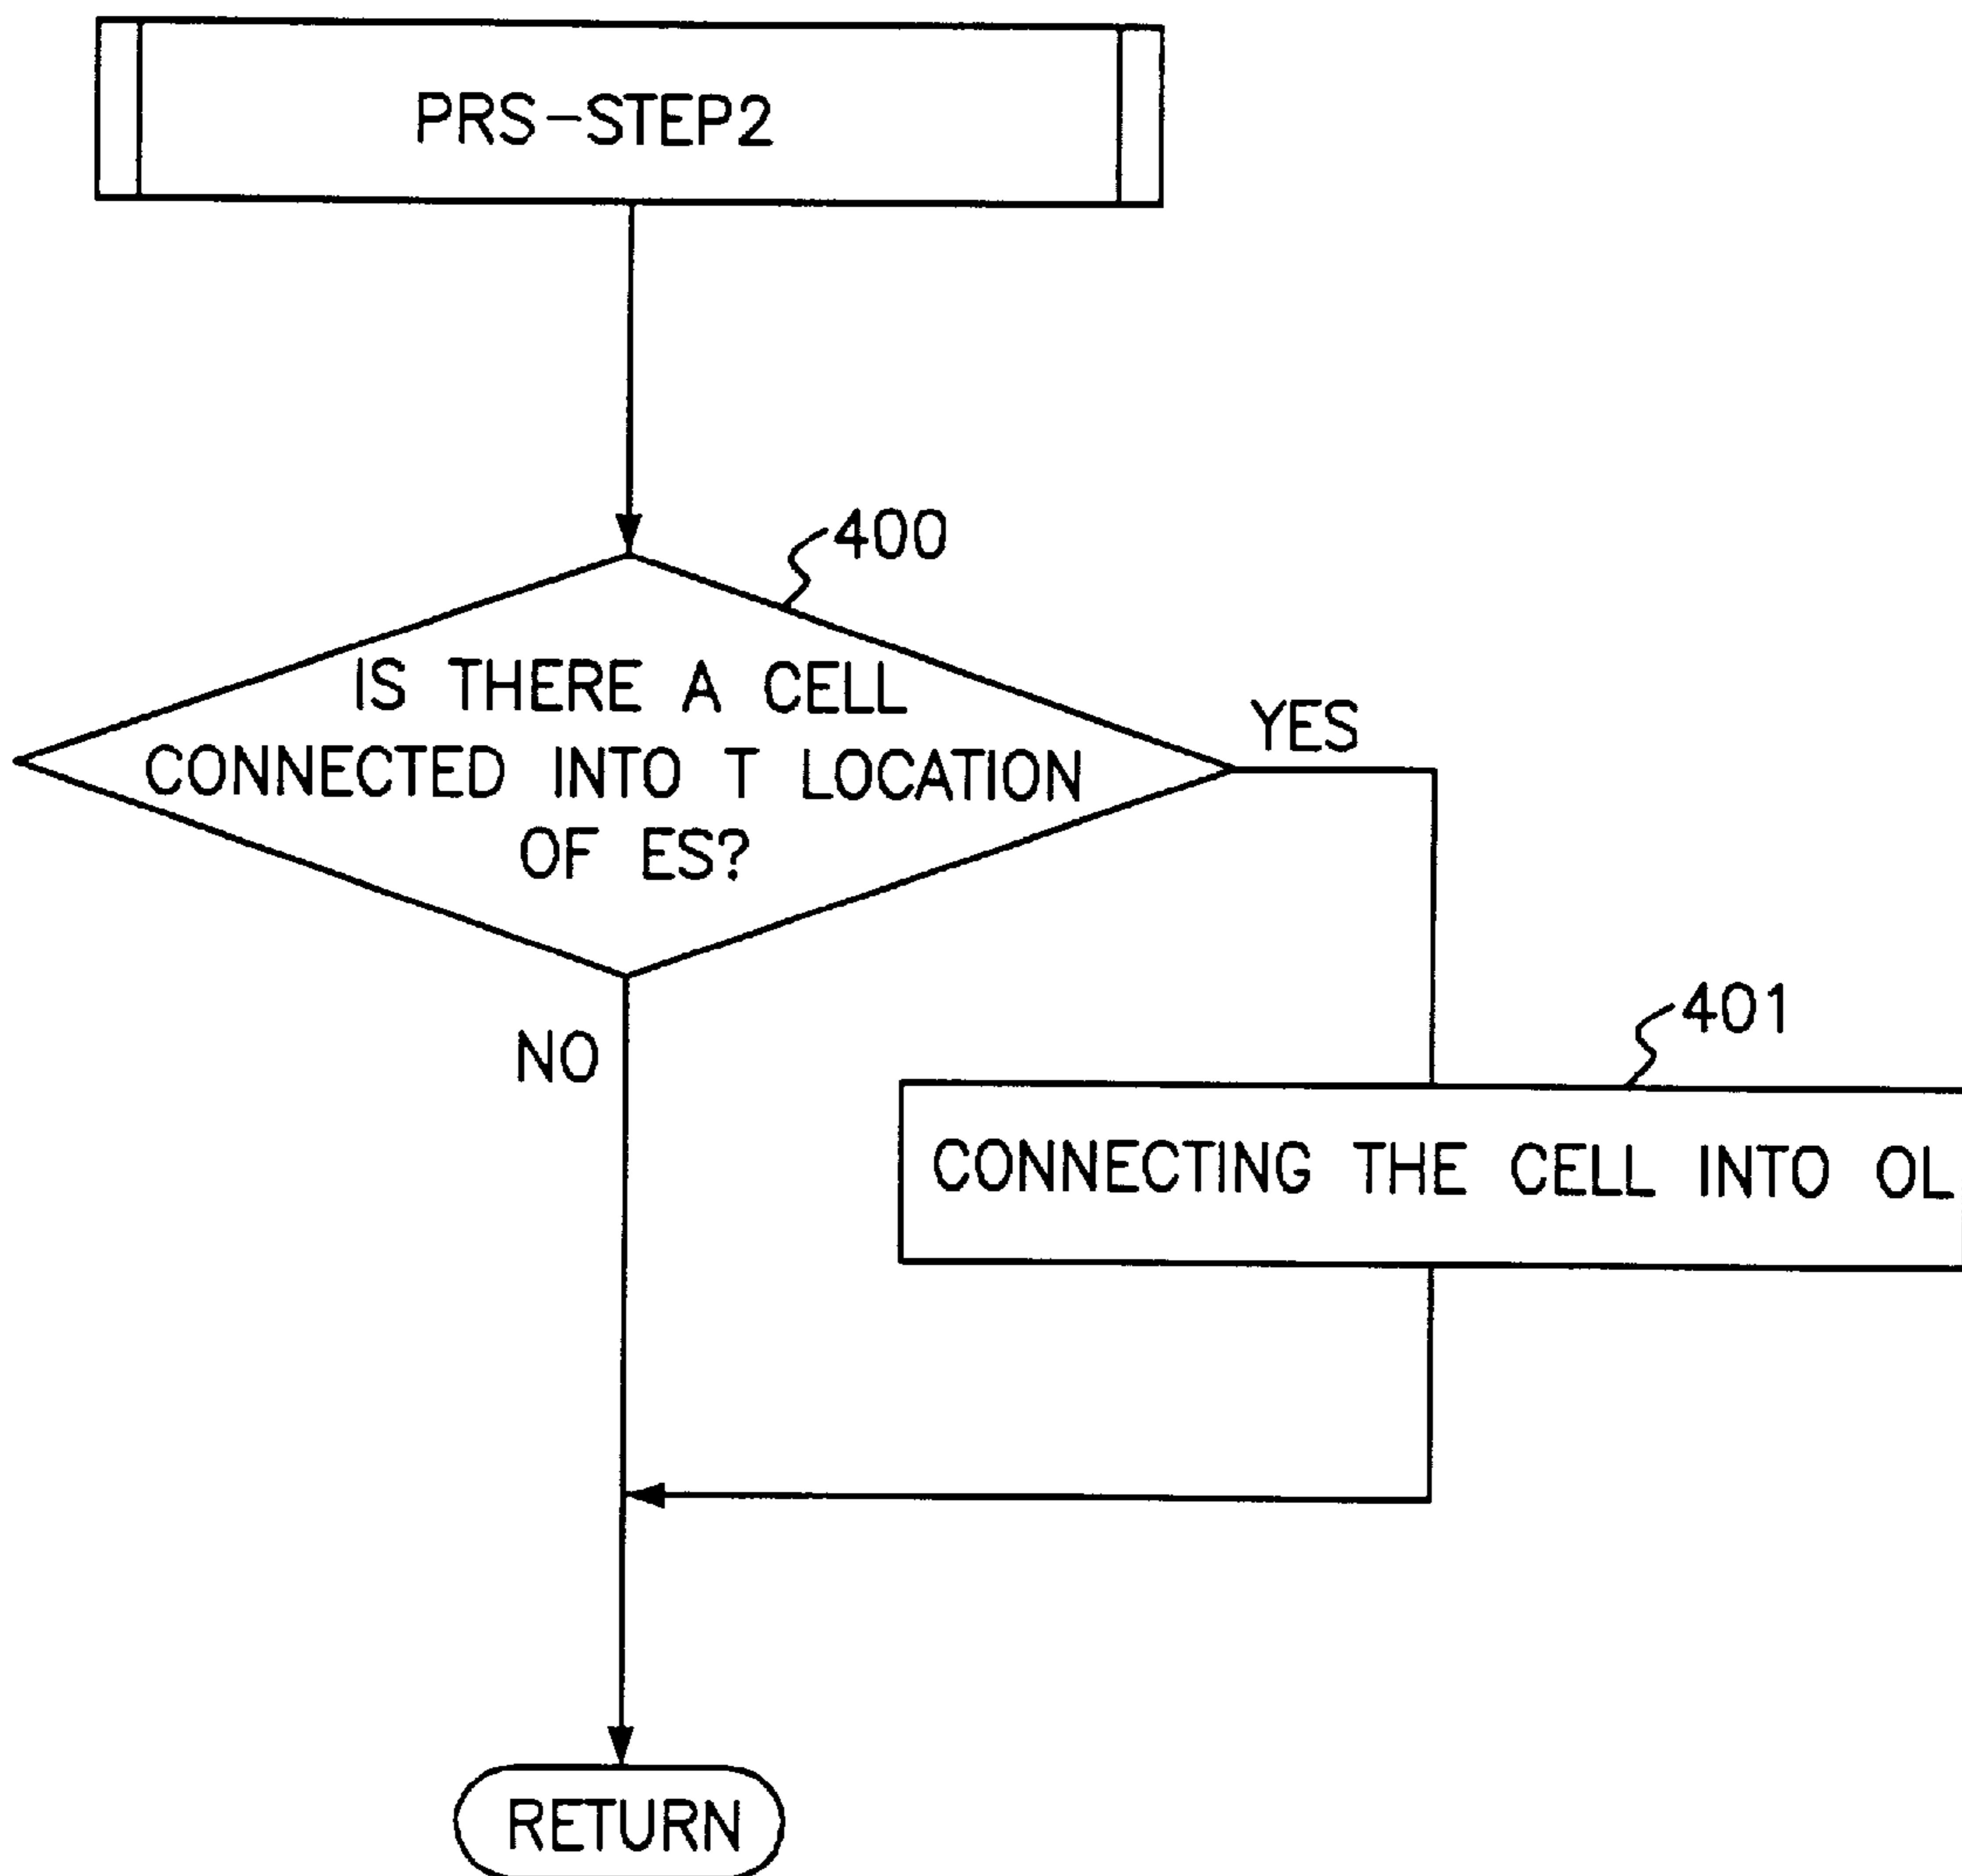 PRS-STEP2
400
IS THERE A CELL
CONNECTED INTO T LOCATION
OF ES?
YES
NO
401
CONNECTING THE CELL INTO OL
RETURN